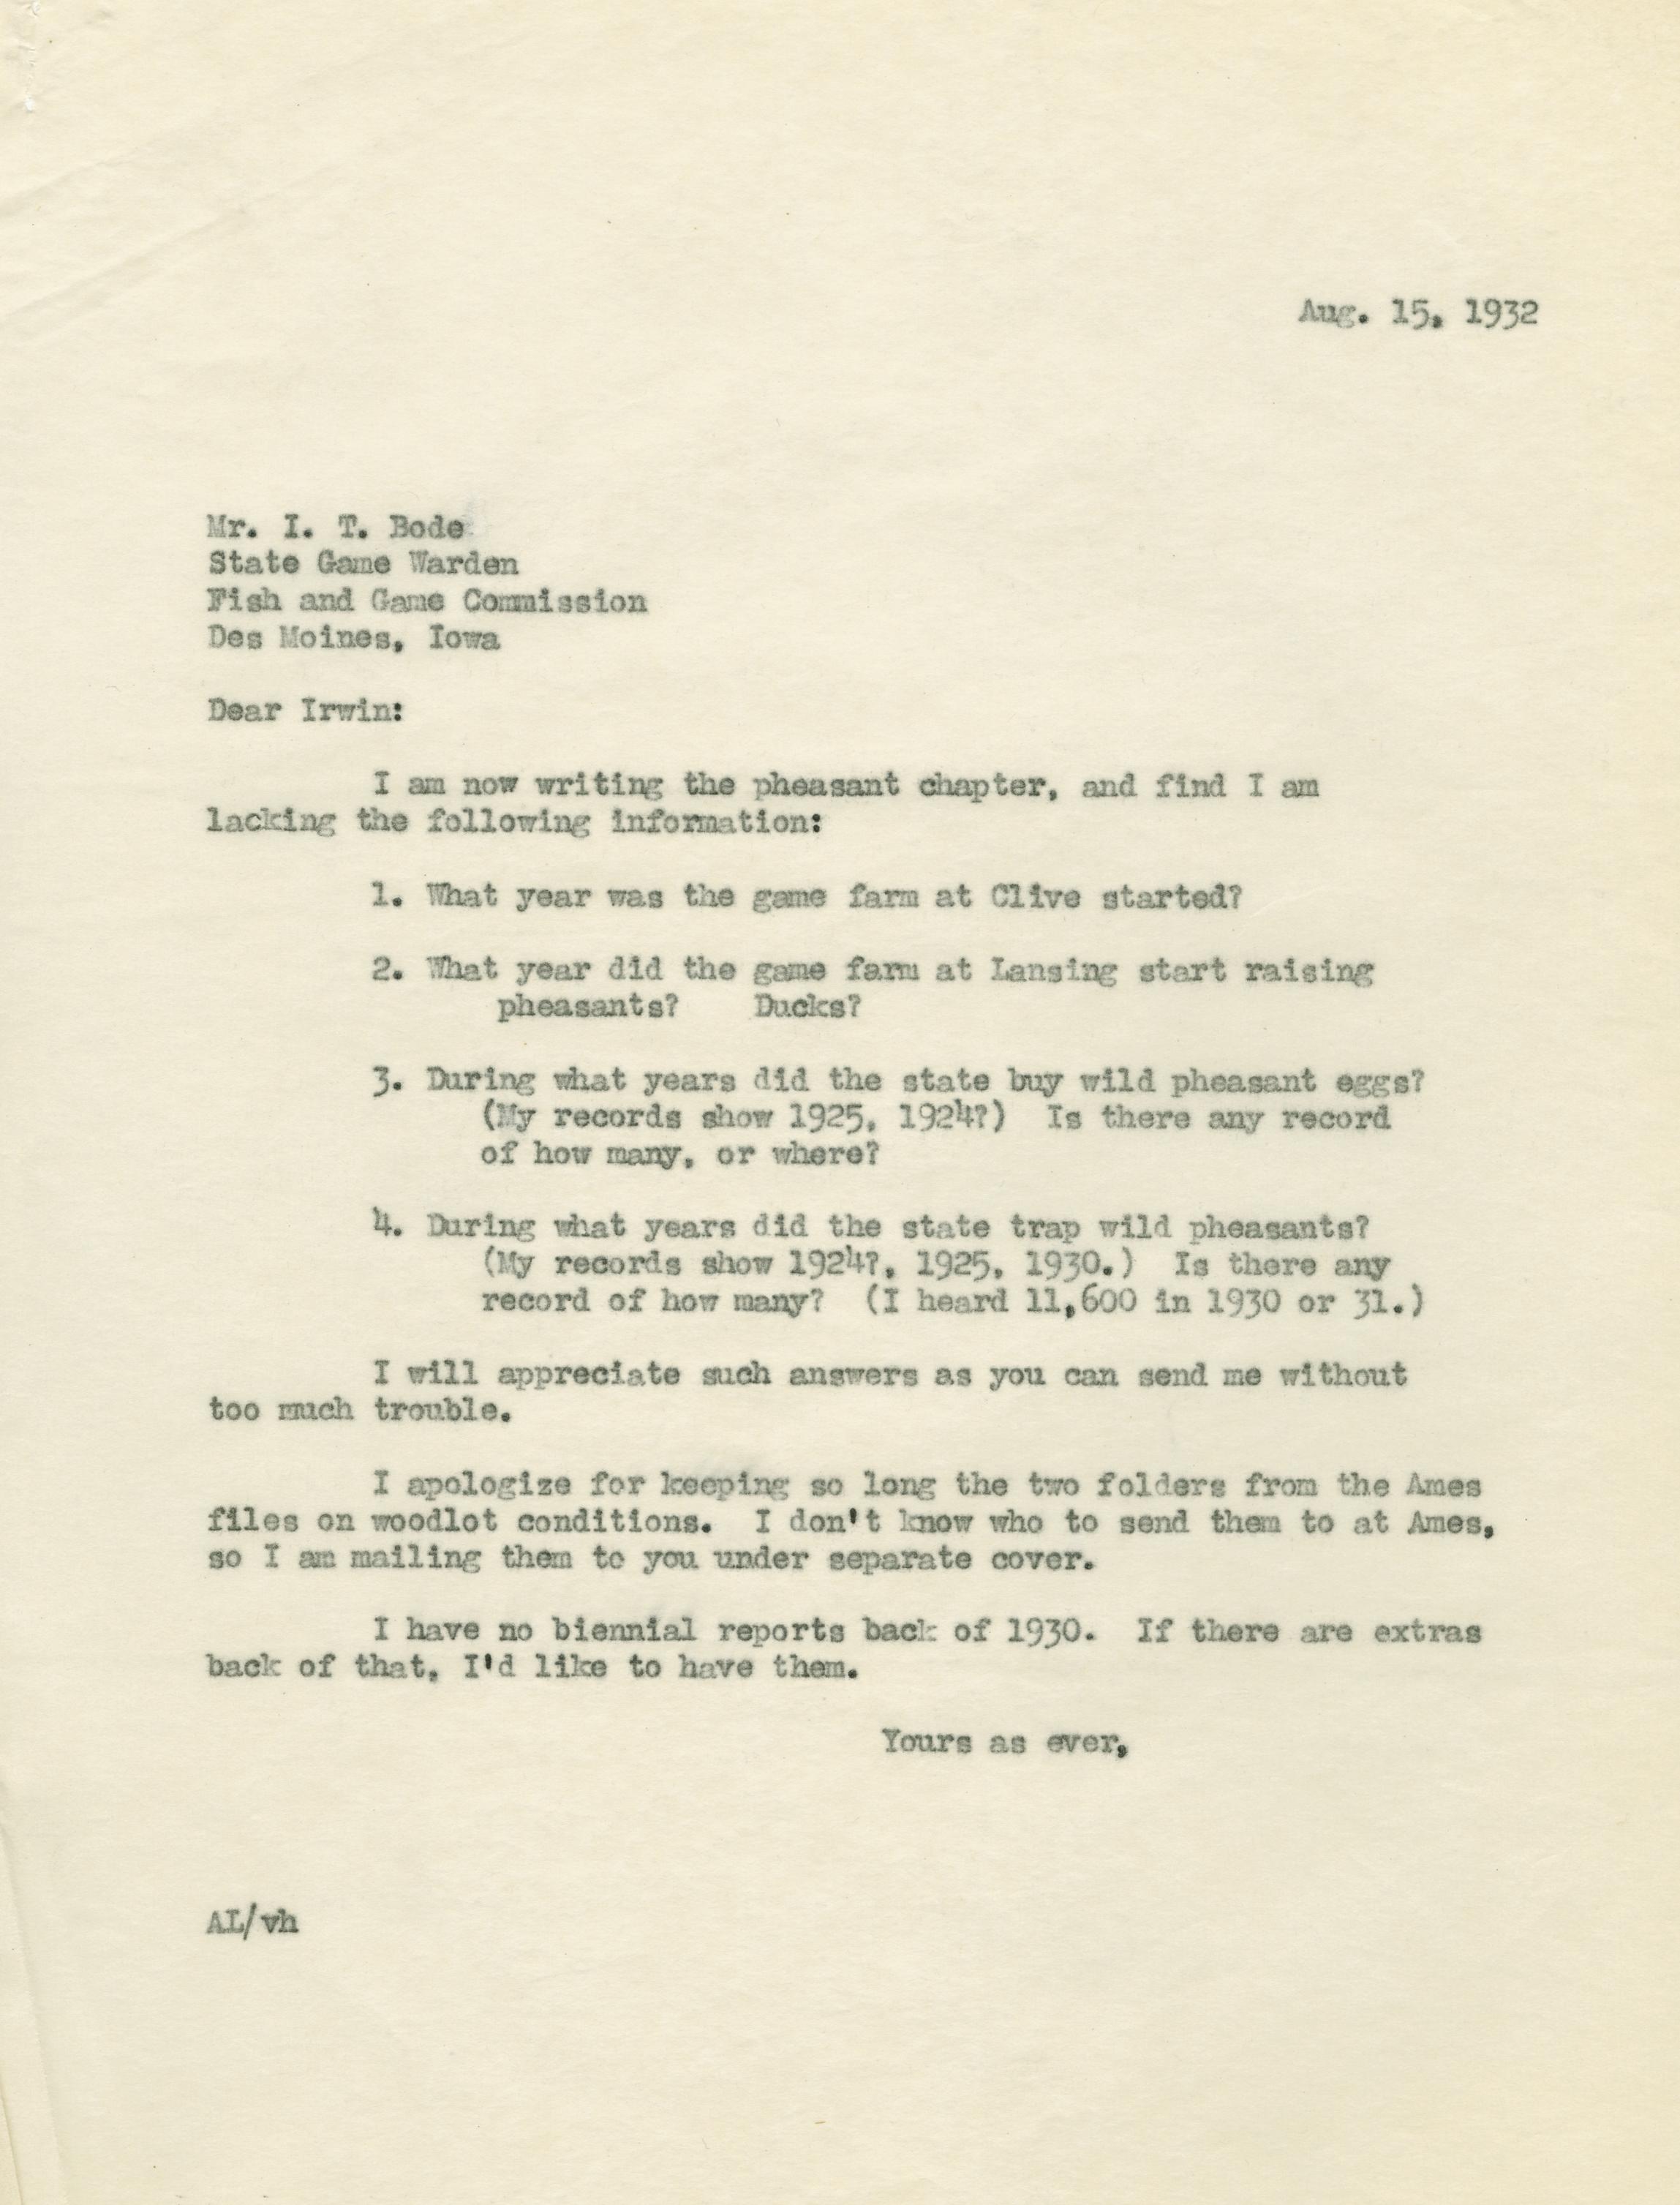 Aug. 15, 1932
Mr. I. T. Bode
State Game Warden
Fish and Game Commission
Des Moines, Iowa
Dear Irwin:
I am now writing the pheasant chapter, and find I am
lacking the following information:
1. What year was the game farm at Clive started?
2. What year did the game farm at Lansing start raising
pheasants? Ducks?
3. During what years did the state buy wild pheasant eggs?
(My records show 1925, 1924?) Is there any record
of how many, or where?
4. During what years did the state trap wild pheasants?
(My records show 1924?, 1925, 1930.) Is there any
record of how many? (I heard 11,600 in 1930 or 31.)
I will appreciate such answers as you can send me without
too much trouble.
I apologize for keeping so long the two folders from the Ames
files on woodlot conditions. I don't know who to send them to at Ames,
so I am mailing them to you under separate cover.
I have no biennial reports back of 1930. If there are extras
back of that, I'd like to have them.
Yours as ever,
AL/vh